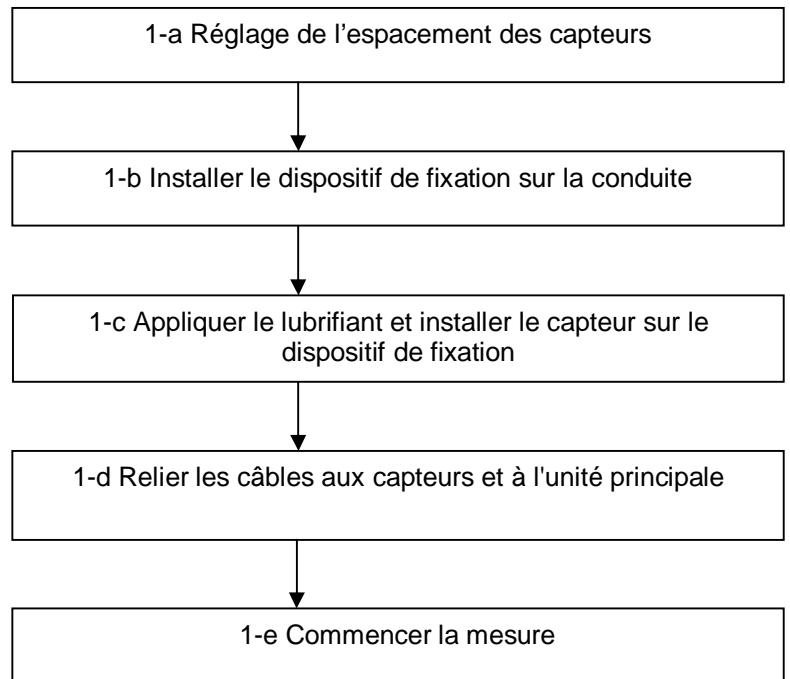 1-a Réglage de l’espacement des capteurs
1-b Installer le dispositif de fixation sur la conduite
1-c Appliquer le lubrifiant et installer le capteur sur le
dispositif de fixation
1-d Relier les câbles aux capteurs et à l'unité principale
1-e Commencer la mesure